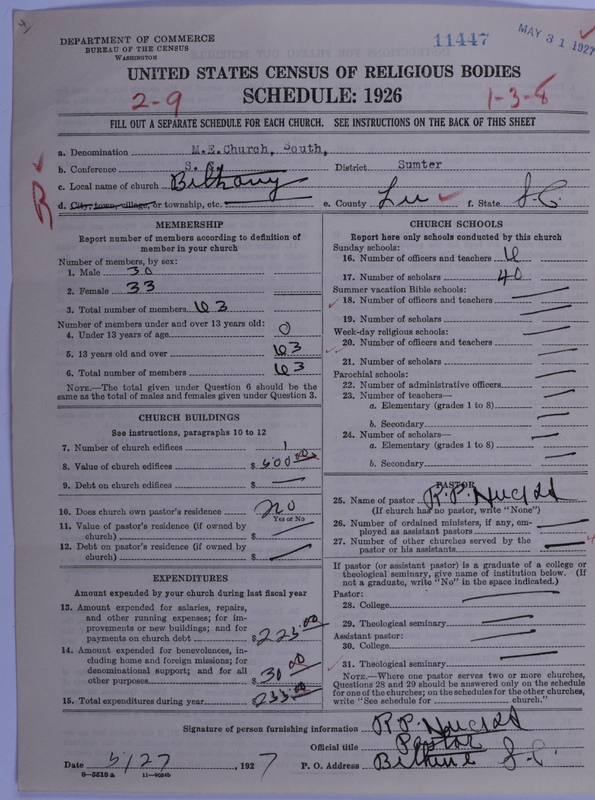 DEPARTMENT OF COMMERCE
BUREAU OF THE CENSUS
WASHINGTON
11447
MAY 31 1927
UNITED STATES CENSUS OF RELIGIOUS BODIES
2-9 SCHEDULE: 1926 1-3-8
FILL OUT A SEPARATE SCHEDULE FOR EACH CHURCH. SEE INSTRUCTIONS ON THE BACK OF THIS SHEET
a. Denomination M.E.Church, South,
b. Conference S. C. District Sumter
c. Local name of church Bethany
d. City, town, village, or township, etc. e. County Lee f. State S.C.
MEMBERSHIP
Report number of members according to definition of
member in your church
Number of members, by sex:
1. Male 30
2. Female 33
3. Total number of members 63
Number of members under and over 13 years old:
4. Under 13 years of age 0
5. 13 years old and over 63
6. Total number of members 63
NOTE.—The total given under Question 6 should be
same as the total of males and females given under Question 3.
CHURCH BUILDINGS
See instructions, paragraphs 10 to 12
7. Number of church edifices 1
8. Value of church edifices $ 500.00
9. Debt on church edifices $
10. Does church own pastor's residence no
Yes or No
11. Value of pastor's residence (if owned by
church) $
12. Debt on pastor's residence (if owned by
church) $
EXPENDITURES
Amount expended by your church during last fiscal year
13. Amount expended for salaries, repairs,
and other running expenses; for im-
provements or new buildings; and for
payments on church debt $ 223.00
14. Amount expended for benevolences, in-
cluding home and foreign missions; for
denominational support; and for all
other purposes 30.00
15. Total expenditures during year $ 233.00
CHURCH SCHOOLS
Report here only schools conducted by this church
Sunday schools:
16. Number of officers and teachers 6
17. Number of scholars 40
Summer vacation Bible schools:
18. Number of officers and teachers
19. Number of scholars
Week-day religious schools:
20. Number of officers and teachers
21. Number of scholars
Parochial schools:
22. Number of administrative officers
23. Number of teachers—
a. Elementary (grades 1 to 8)
b. Secondary
24. Number of scholars—
a. Elementary (grades 1 to 8)
b. Secondary
PASTOR
25. Name of pastor R.P.
(If church has no pastor, write "None")
26. Number of ordained ministers, if any, em-
ployed as assistant pastors
27. Number of other churches served by the
pastor or his assistants
If pastor (or assistant pastor) is a graduate of a college or
theological seminary, give name of institution below. (If
not a graduate, write "No" in the space indicated.)
Pastor:
28. College
29. Theological seminary
Assistant pastor:
30. College
31. Theological seminary
NOTE.—Where one pastor serves two or more churches,
Questions 28 and 29 should be answered only on the schedule
for one of the churches; on the schedules for the other churches,
write "See schedule for church."
Signature of person furnishing information R.P.
Official title Pastor
Date 5/27, 1927 P. O. Address Bethune S.C.
8-5515a 11-9034b